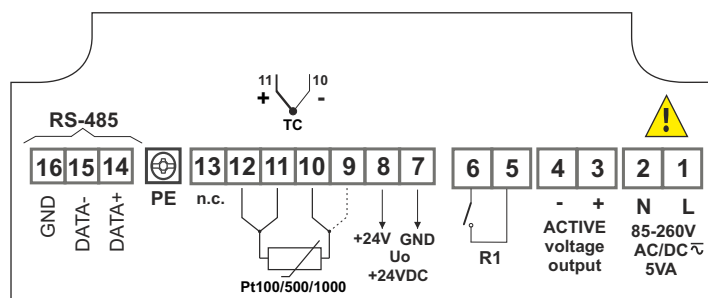 11 10
+ -
TC
RS-485
16 15 14 13 12 11 10 9 8 7 6 5 4 3 2 1
GND DATA- DATA+
PE
n.c.
Pt100/500/1000
+24V GND
Uo
+24VDC
R1
- +
ACTIVE
voltage
output
!
N L
85-260V
AC/DC
5VA